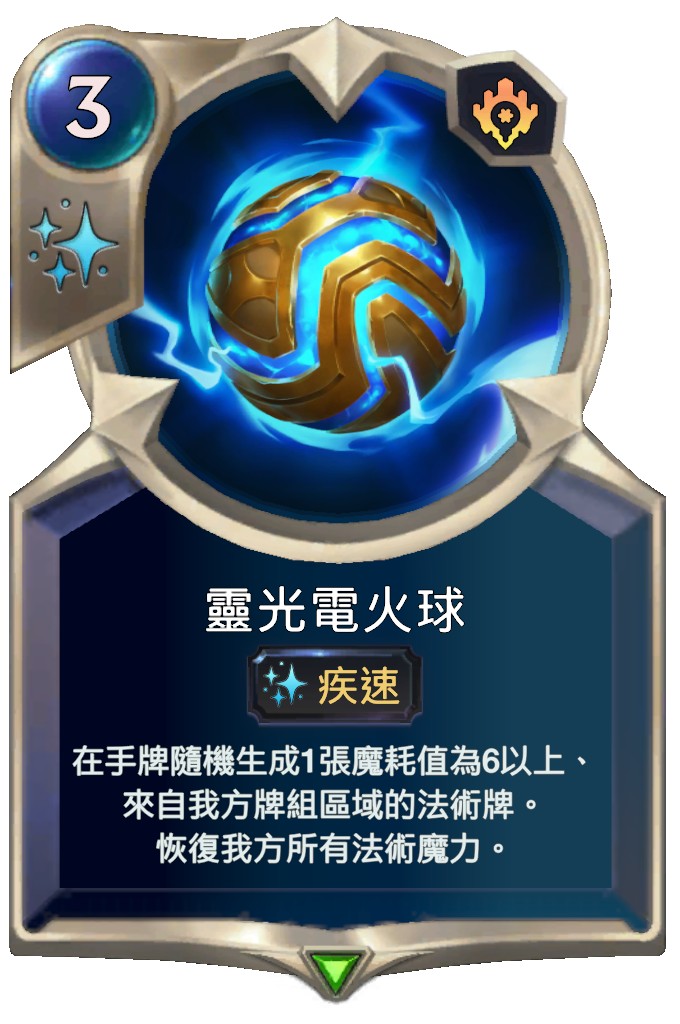 3
靈光電火球
疾速
在手牌隨機生成1張魔耗值為6以上、
來自我方牌組區域的法術牌。
恢復我方所有法術魔力。